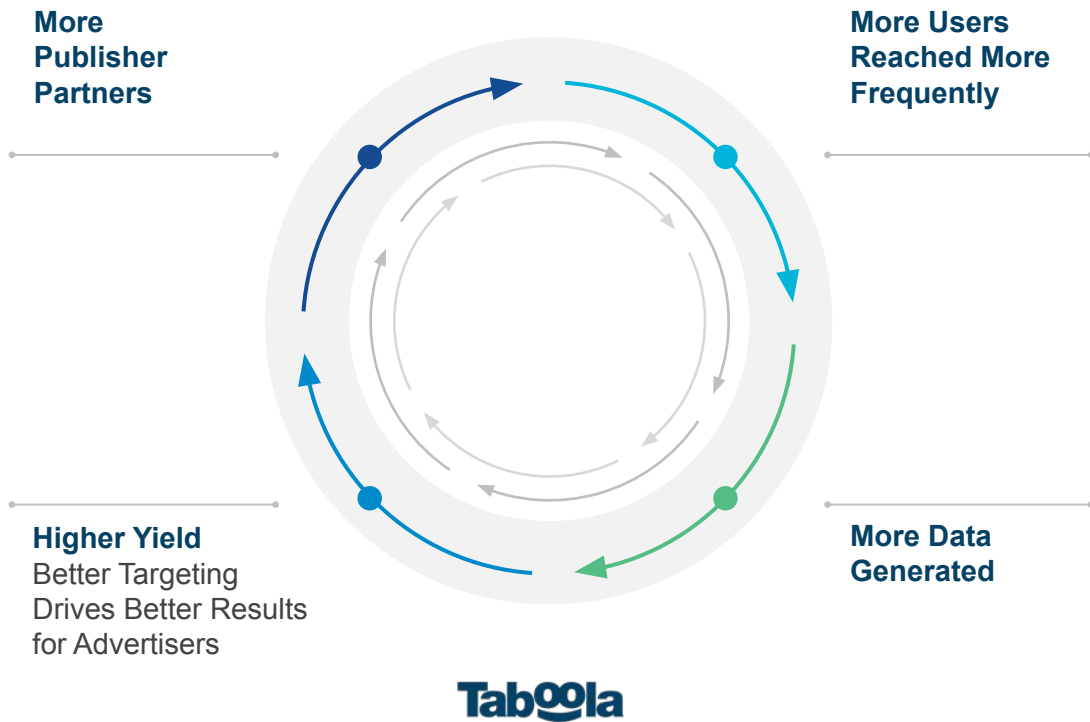 More
Publisher
Partners
More Users
Reached More
Frequently
Higher Yield
Better Targeting
Drives Better Results
for Advertisers
More Data
Generated
Taboola